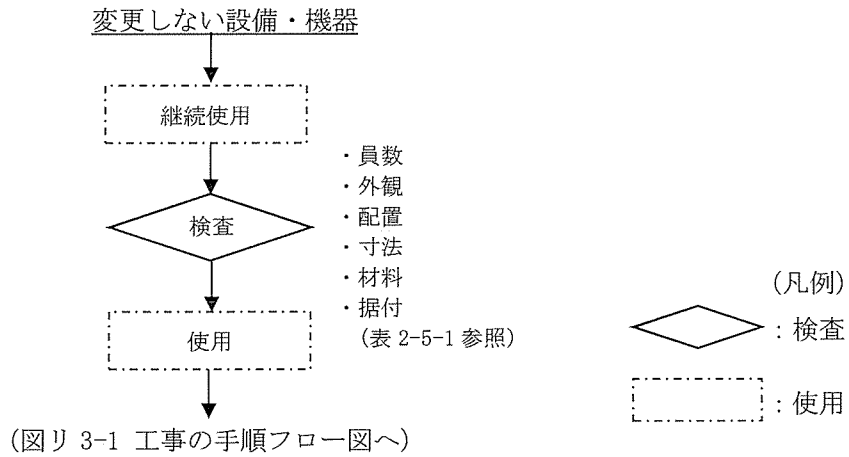 変更しない設備・機器
継続使用
検査
・員数
・外観
・配置
・寸法
・材料
・据付
(表 2-5-1 参照)
使用
(図リ 3-1 工事の手順フロー図へ)
(凡例)
：検査
：使用